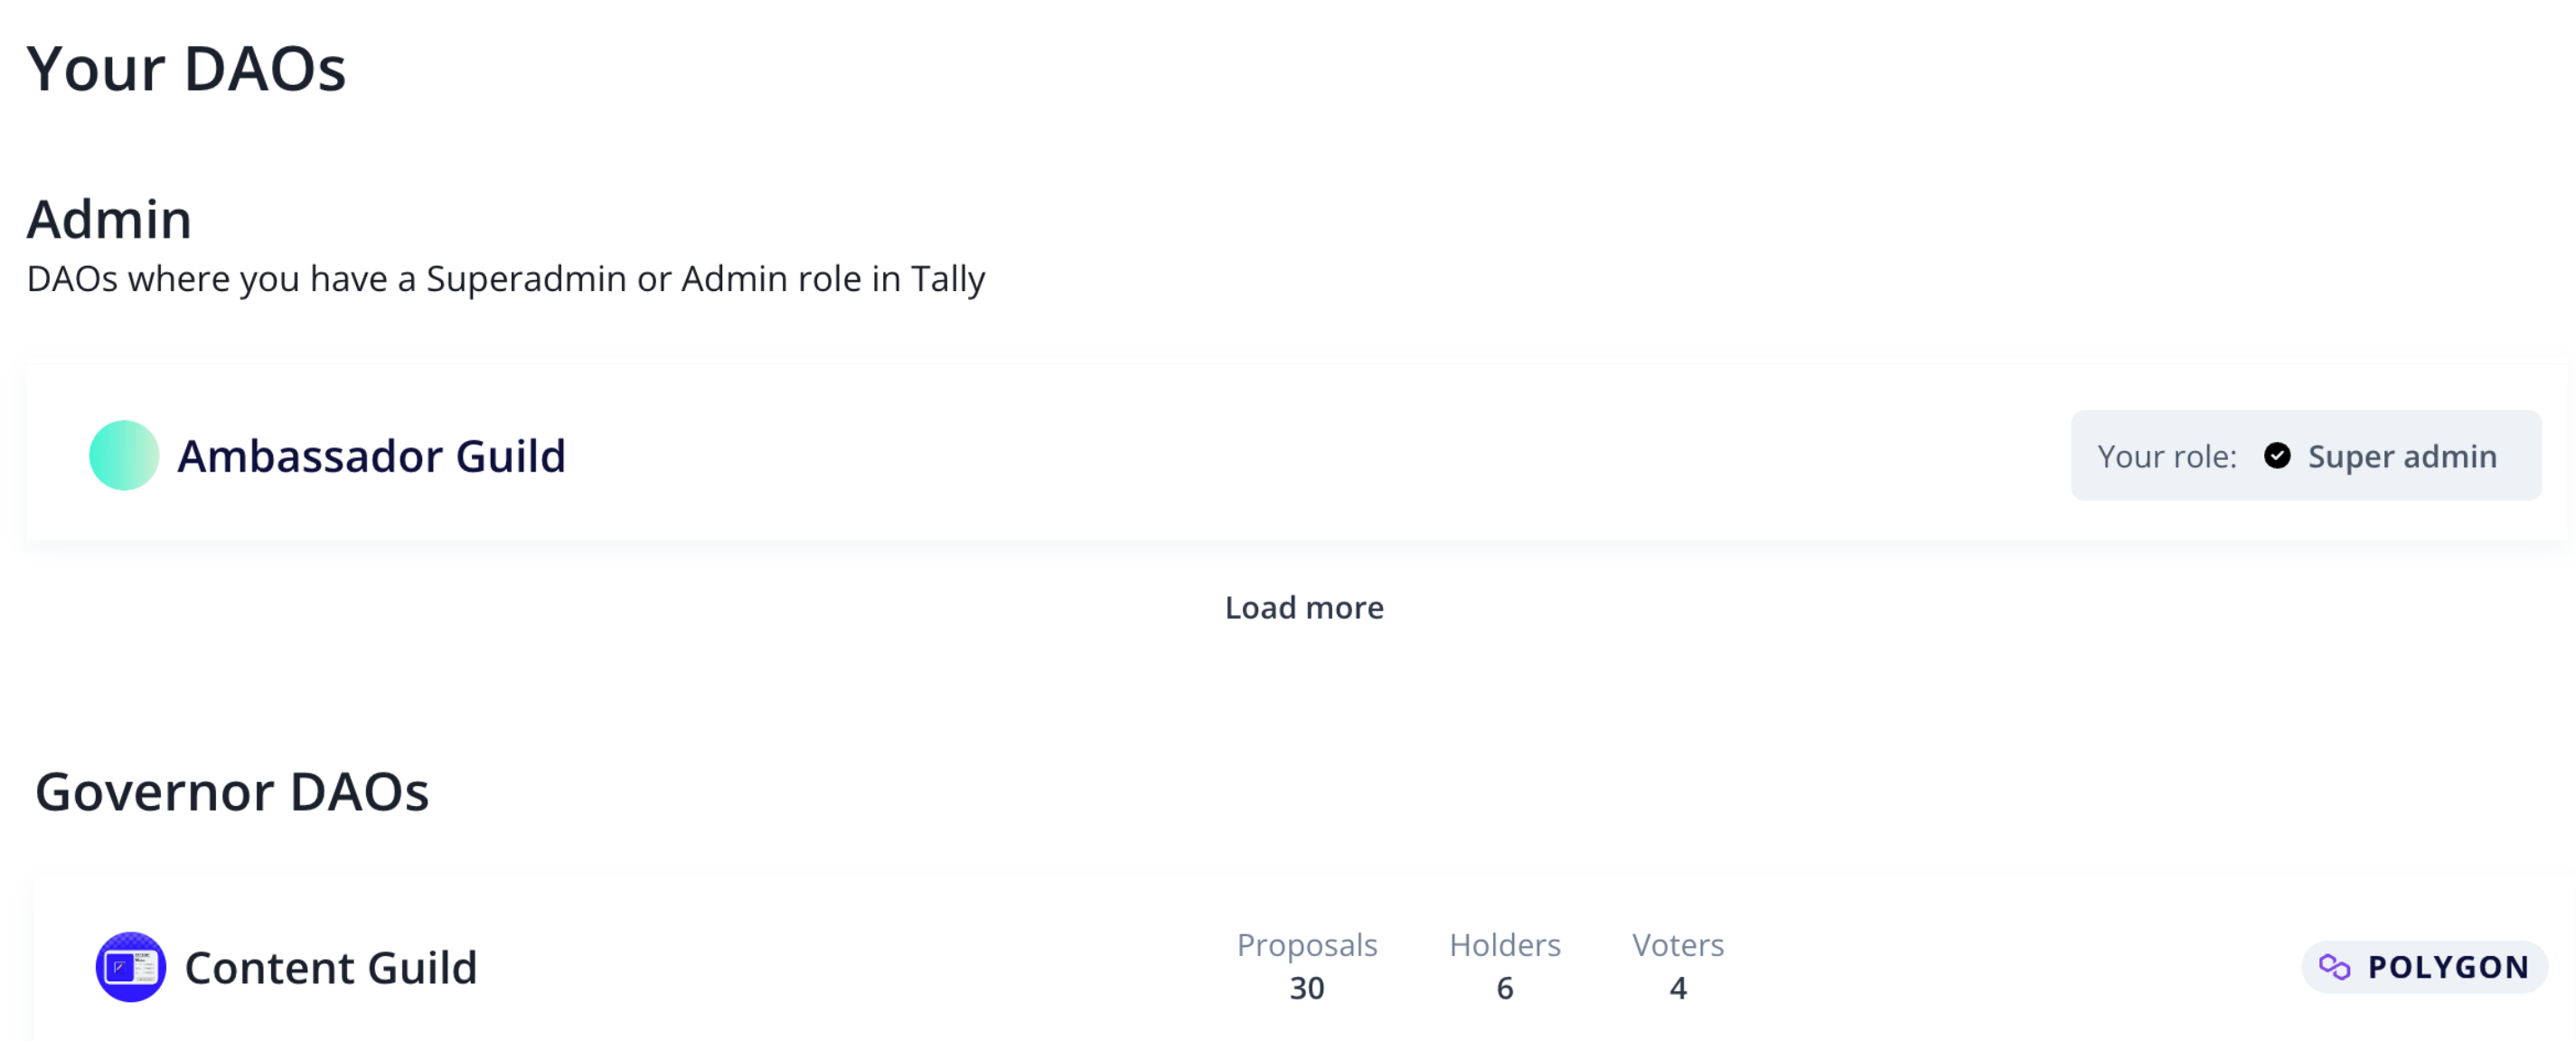 Your DAOs
Admin
DAOs where you have a Superadmin or Admin role in Tally
Ambassador Guild
Your role: Super admin
Load more
Governor DAOs
Content Guild
Proposals Holders Voters
30 6 4
POLYGON